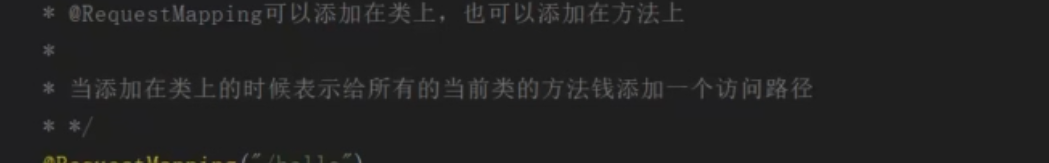 * @RequestMapping可以添加在类上，也可以添加在方法上
*
* 当添加在类上的时候表示给所有的当前类的方法钱添加一个访问路径
* */
@RequestMapping("/hello")